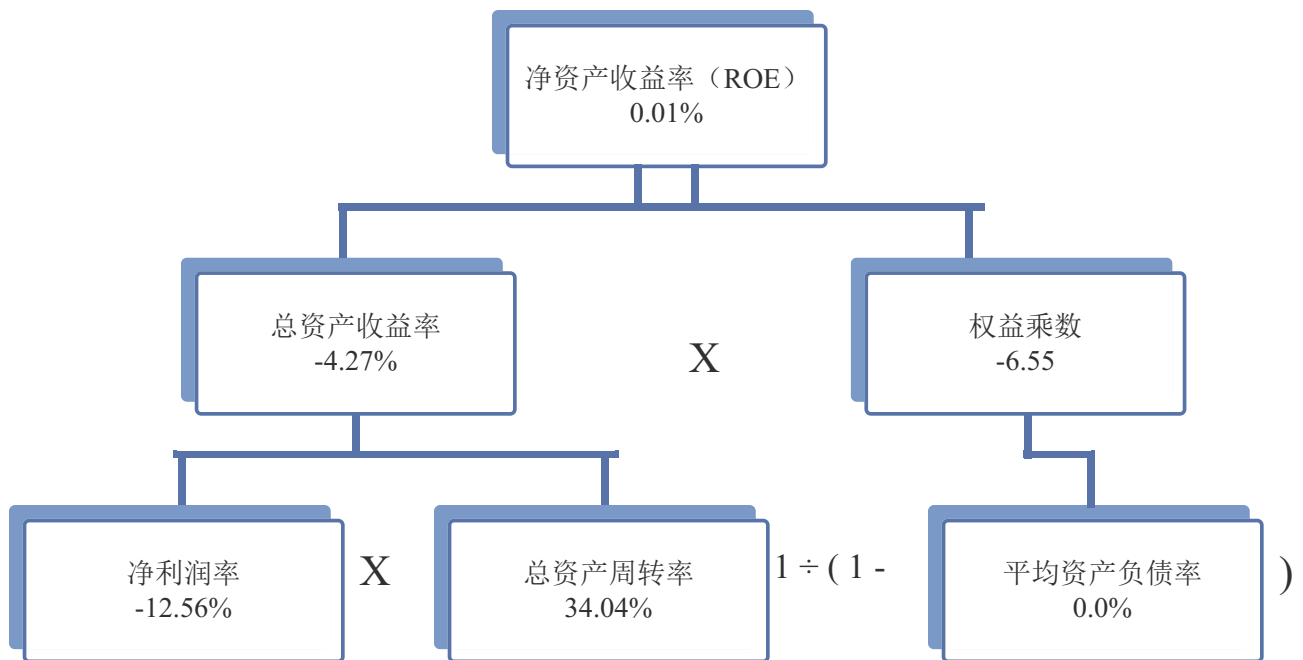 净资产收益率（ROE）
0.01%
总资产收益率
-4.27%
X
权益乘数
-6.55
净利润率
-12.56%
X
总资产周转率
34.04%
1 ÷ ( 1 -
平均资产负债率
0.0%
)